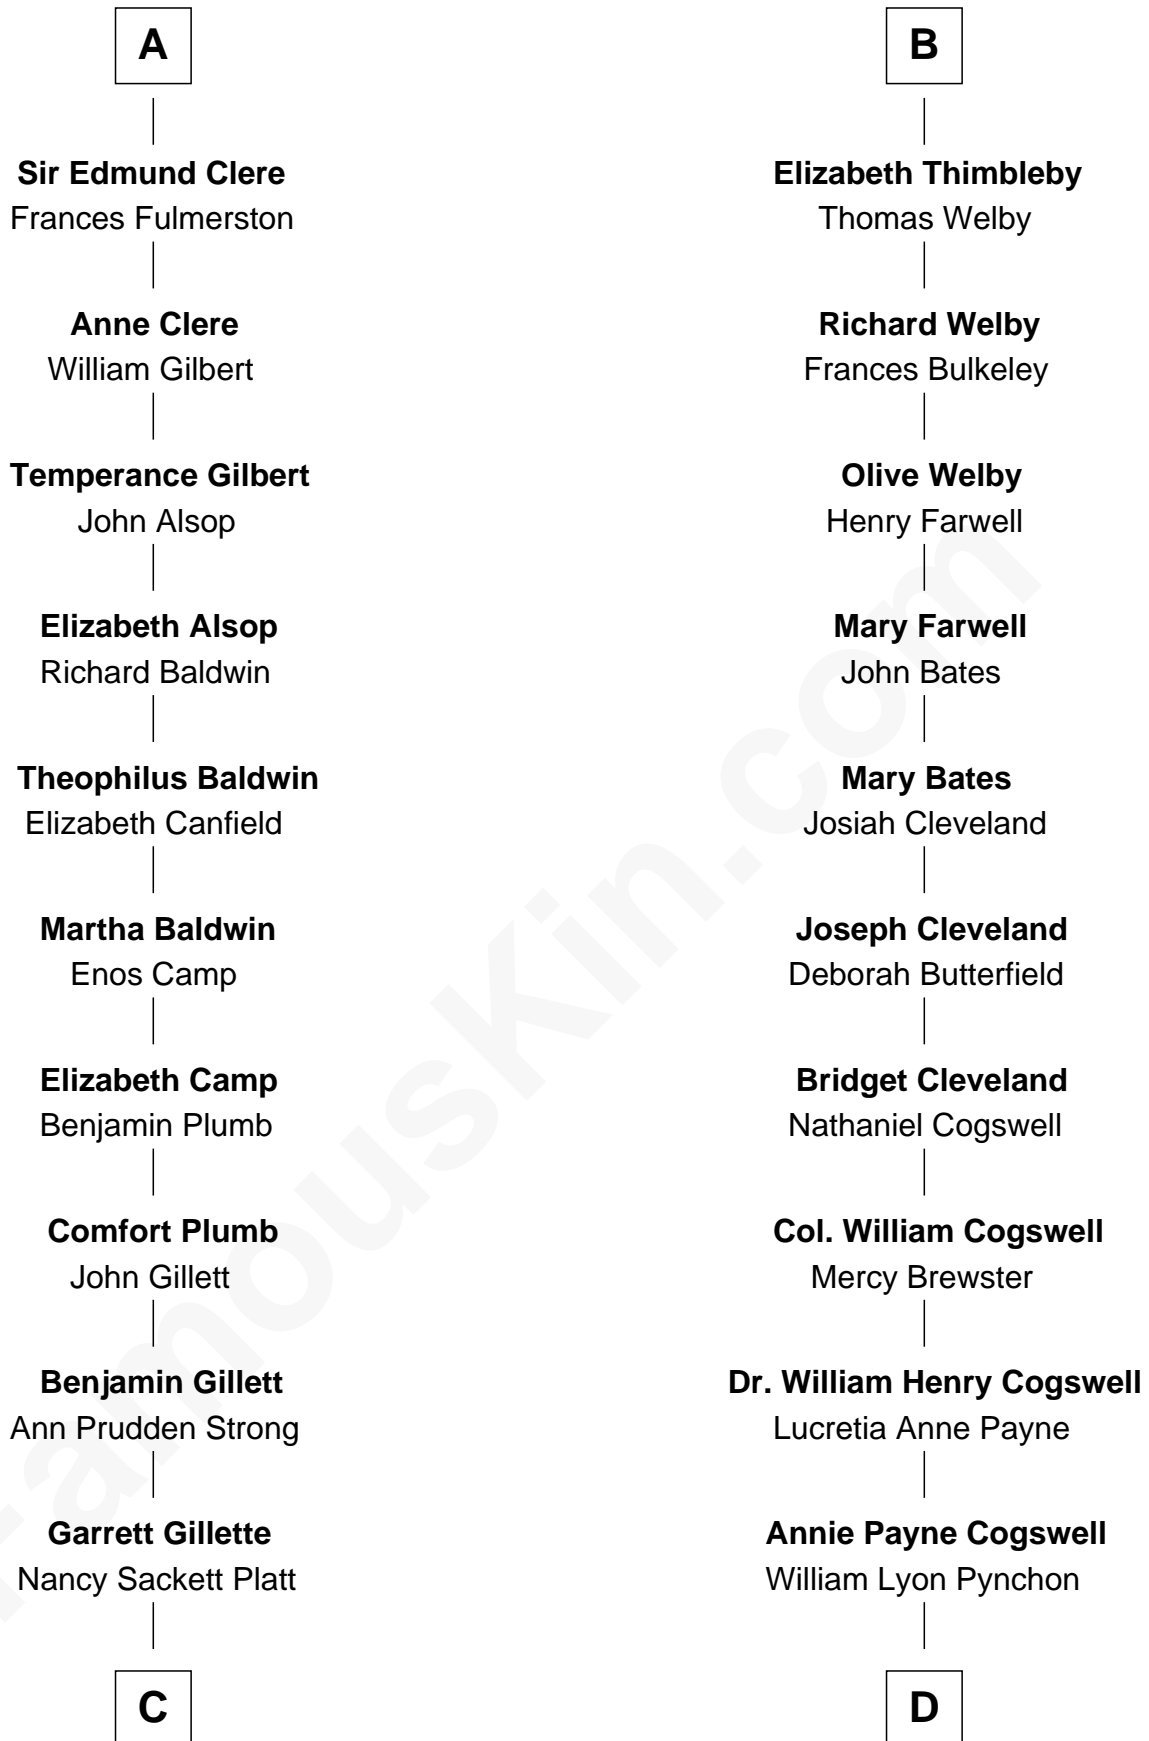 A
Sir Edmund Clere
Frances Fulmerston
Anne Clere
William Gilbert
Temperance Gilbert
John Alsop
Elizabeth Alsop
Richard Baldwin
Theophilus Baldwin
Elizabeth Canfield
Martha Baldwin
Enos Camp
Elizabeth Camp
Benjamin Plumb
Comfort Plumb
John Gillett
Benjamin Gillett
Ann Prudden Strong
Garrett Gillette
Nancy Sackett Platt
C
B
Elizabeth Thimbleby
Thomas Welby
Richard Welby
Frances Bulkeley
Olive Welby
Henry Farwell
Mary Farwell
John Bates
Mary Bates
Josiah Cleveland
Joseph Cleveland
Deborah Butterfield
Bridget Cleveland
Nathaniel Cogswell
Col. William Cogswell
Mercy Brewster
Dr. William Henry Cogswell
Lucretia Anne Payne
Annie Payne Cogswell
William Lyon Pynchon
D
FamousKin.com